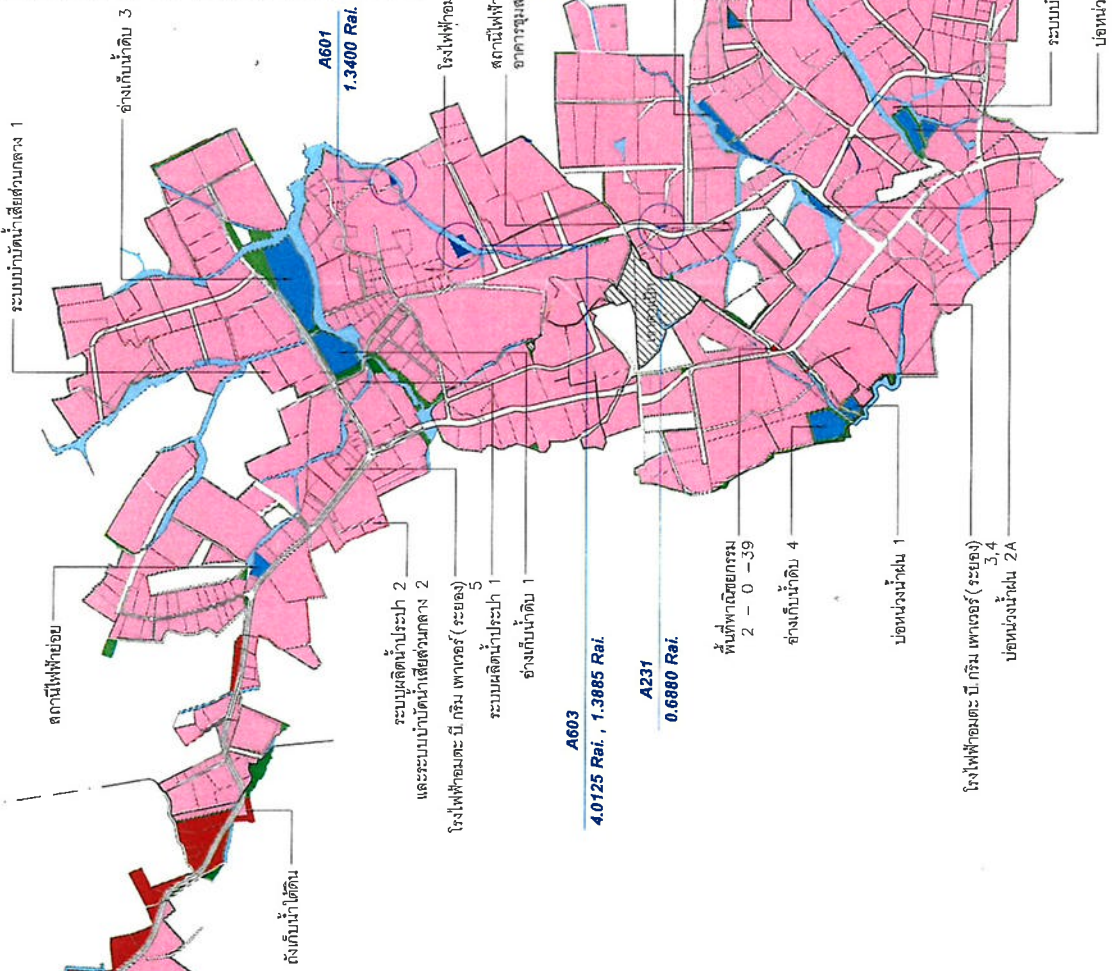 ระบบบำบัดน้ำเสียส่วนกลาง 1
อ่างเก็บน้ำดิบ 3
A601
1.3400 Rai.
โรงไฟฟ้าอม
สถานีไฟฟ้า
อาคารชุมส
สถานีไฟฟ้าย่อย
ระบบผลิตน้ำประปา 2
และระบบบำบัดน้ำเสียส่วนกลาง 2
โรงไฟฟ้าอมตะ บี.กริม เพาเวอร์ (ระยอง)
5
ระบบผลิตน้ำประปา 1
อ่างเก็บน้ำดิบ 1
A603
4.0125 Rai. , 1.3885 Rai.
A231
0.6880 Rai.
พื้นที่พาณิชยกรรม
2 - 0 -39
อ่างเก็บน้ำดิบ 4
บ่อหน่วงน้ำฝน 1
โรงไฟฟ้าอมตะ บี.กริม เพาเวอร์ (ระยอง)
3,4
บ่อหน่วงน้ำฝน 2A
ถังเก็บน้ำใต้ดิน
ระบบบำ
บ่อหน่ว